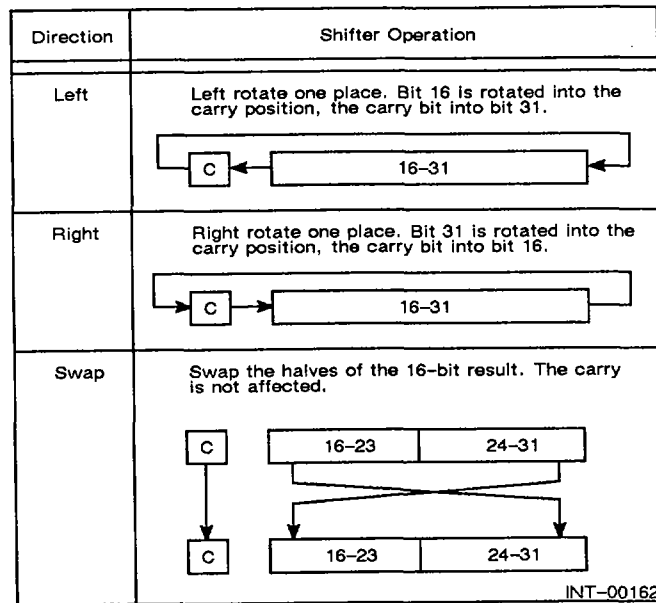 Direction Shifter Operation
Left
Left rotate one place. Bit 16 is rotated into the
carry position, the carry bit into bit 31.
C 16-31
Right
Right rotate one place. Bit 31 is rotated into the
carry position, the carry bit into bit 16.
C 16-31
Swap
Swap the halves of the 16-bit result. The carry
is not affected.
C 16-23 24-31
C 16-23 24-31
INT-00162